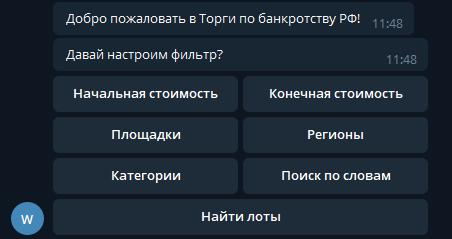 Добро пожаловать в Торги по банкротству РФ! 11:48
Давай настроим фильтр? 11:48
Начальная стоимость Конечная стоимость
Площадки Регионы
Категории Поиск по словам
W Найти лоты